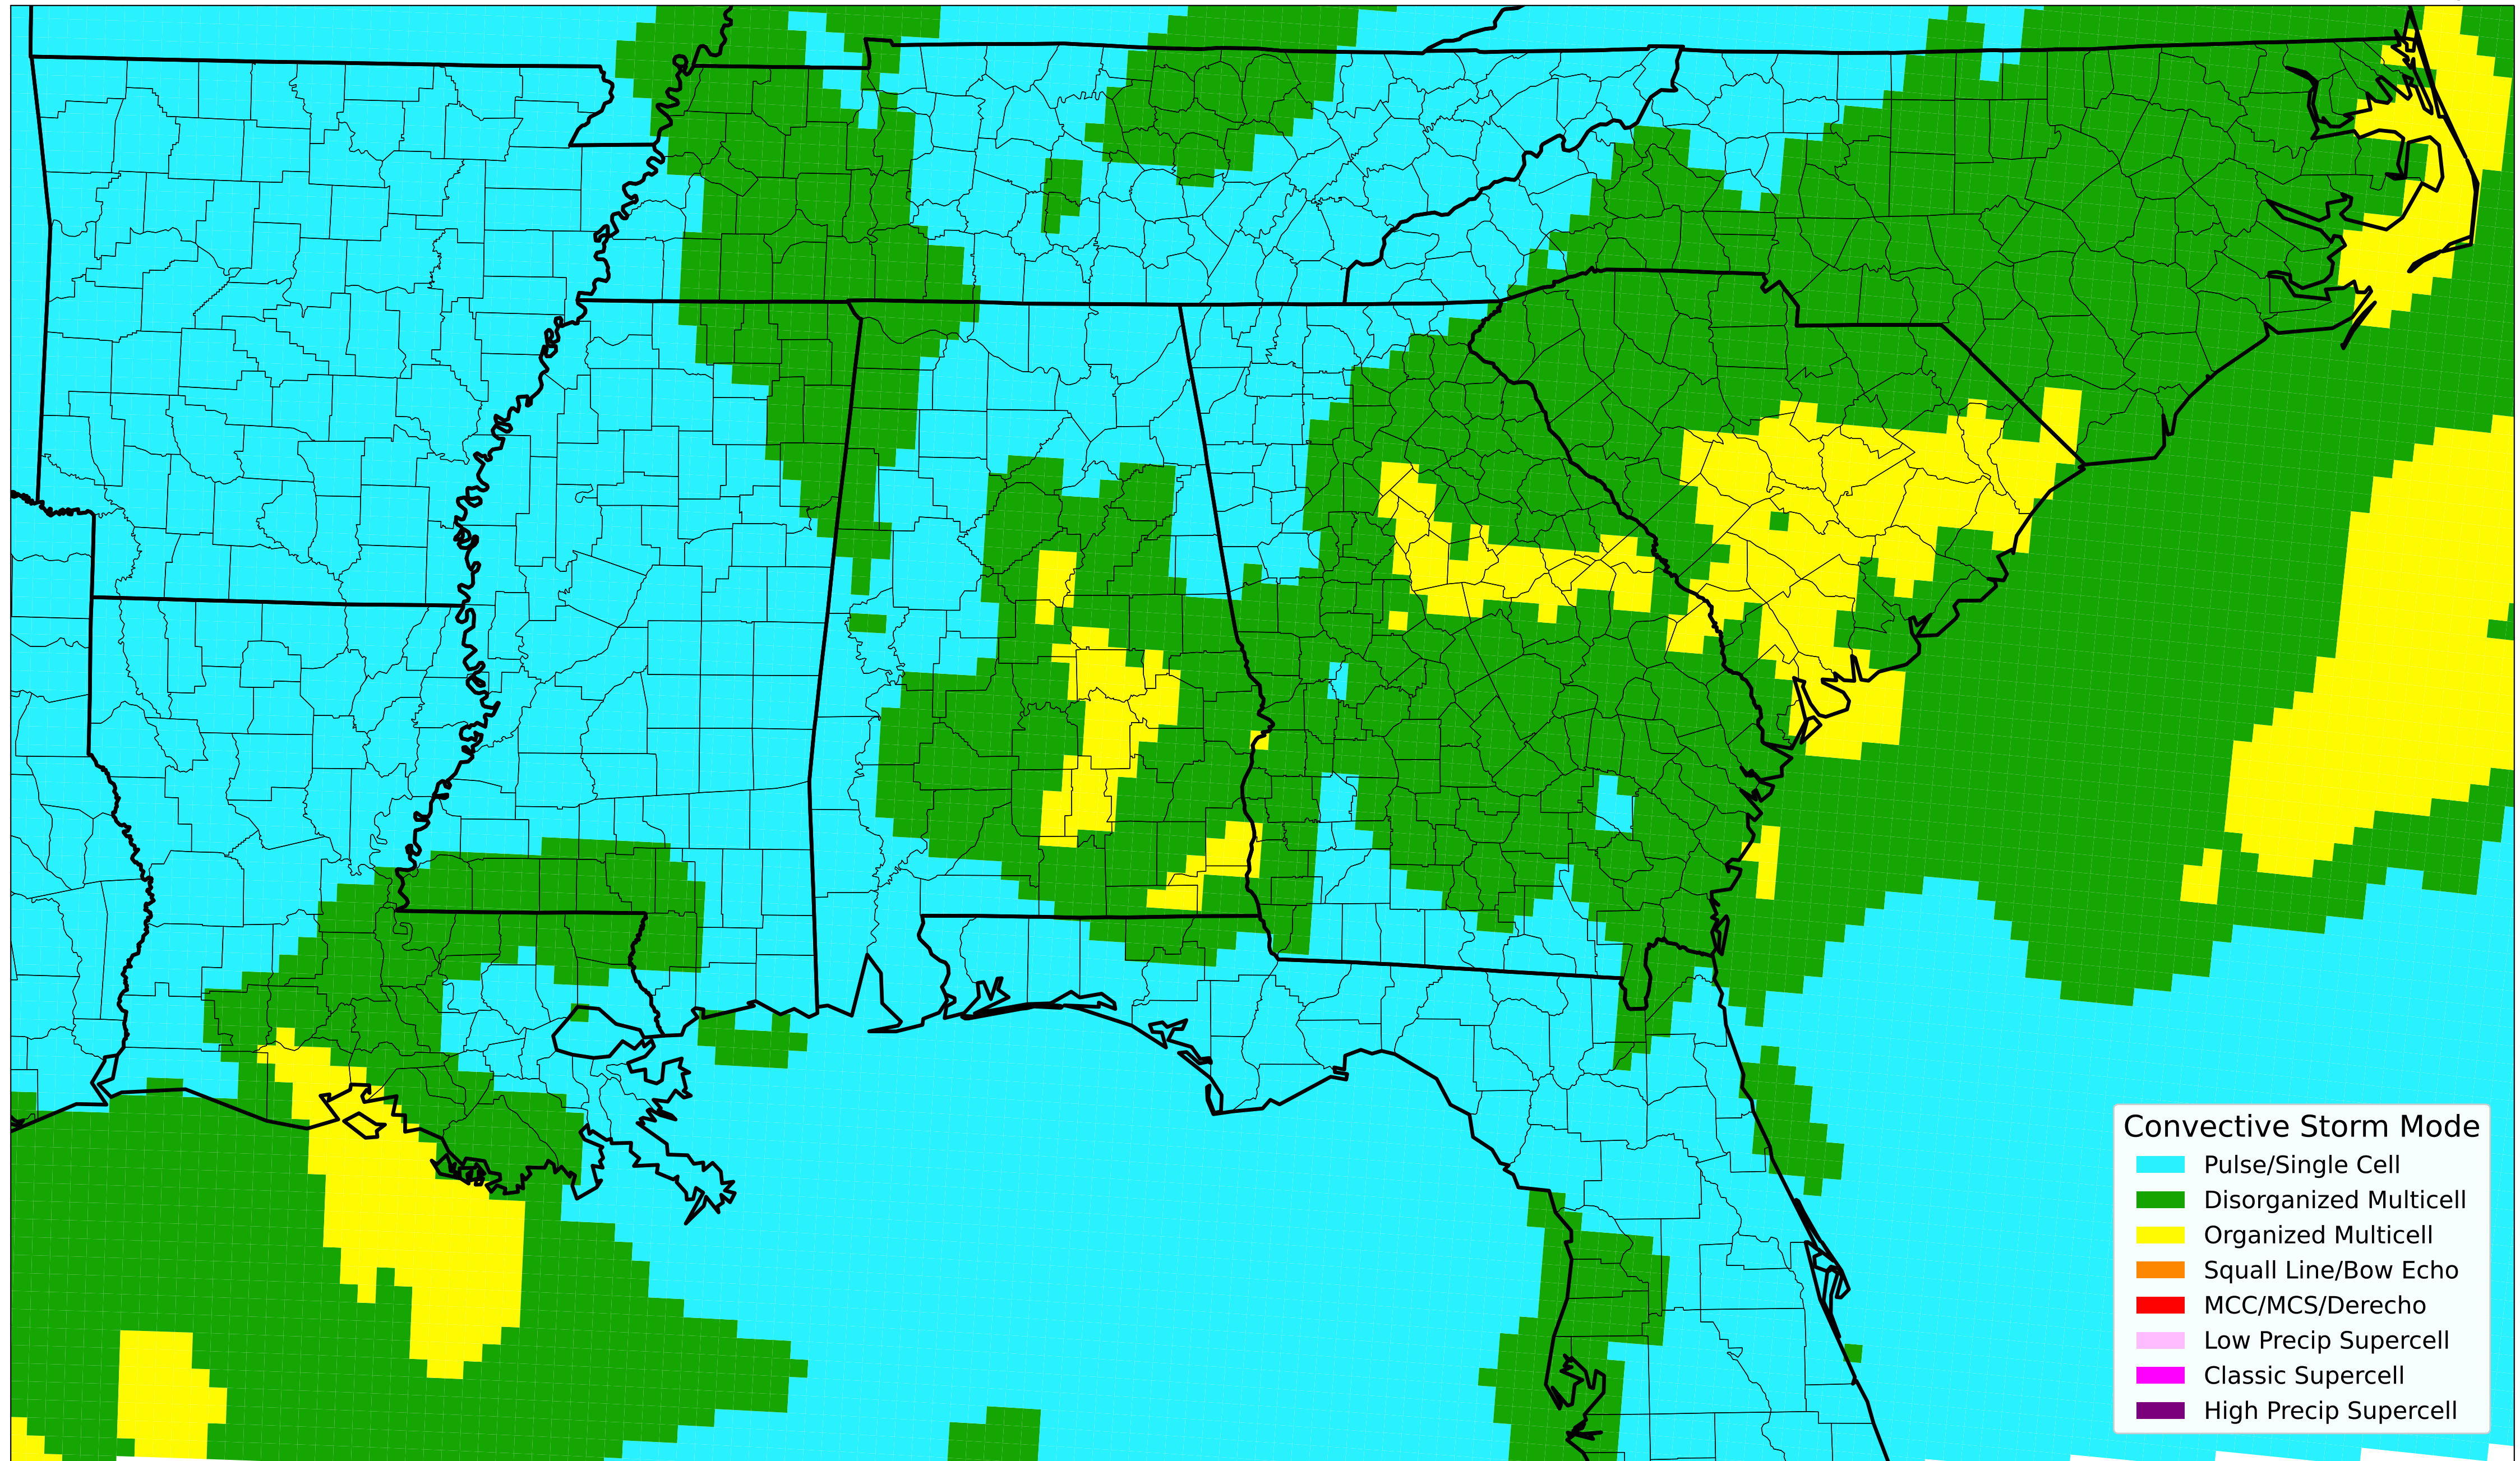 Convective Storm Mode
Pulse/Single Cell
Disorganized Multicell
Organized Multicell
Squall Line/Bow Echo
MCC/MCS/Derecho
Low Precip Supercell
Classic Supercell
High Precip Supercell